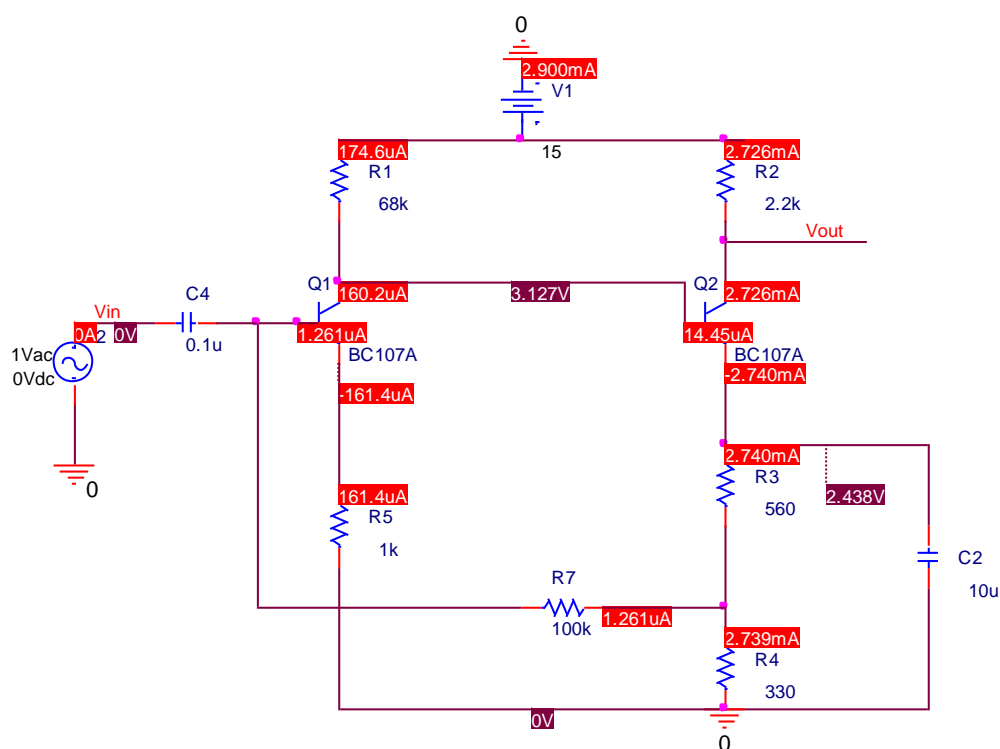 0
2.900mA
V1
15
174.6uA
R1
68k
2.726mA
R2
2.2k
Vout
Q1
160.2uA
3.127V
Q2
2.726mA
C4
0.1u
Vin
0A
2
0V
1Vac
0Vdc
0
1.261uA
BC107A
-161.4uA
14.45uA
BC107A
-2.740mA
161.4uA
R5
1k
2.740mA
R3
560
2.438V
C2
10u
R7
100k
1.261uA
2.739mA
R4
330
0V
0